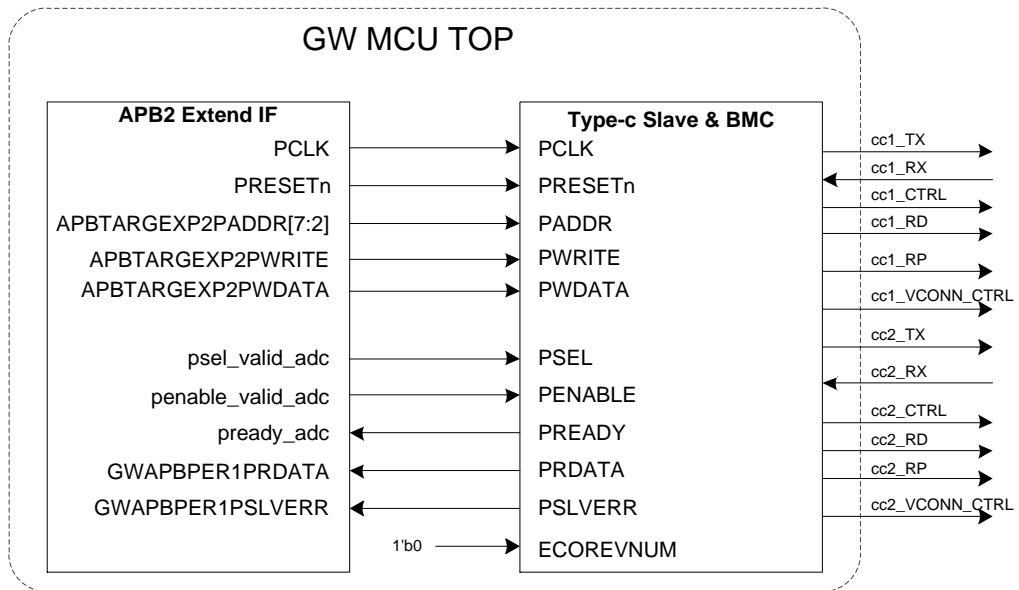 GW MCU TOP
APB2 Extend IF
PCLK
PRESETn
APBTARGEXP2PADDR[7:2]
APBTARGEXP2PWRITE
APBTARGEXP2PWDATA
psel_valid_adc
penable_valid_adc
pready_adc
GWAPBPER1PRDATA
GWAPBPER1PSLVERR
1'b0
Type-c Slave & BMC
PCLK
PRESETn
PADDR
PWRITE
PWDATA
PSEL
PENABLE
PREADY
PRDATA
PSLVERR
ECOREVNUM
cc1_TX
cc1_RX
cc1_CTRL
cc1_RD
cc1_RP
cc1_VCONN_CTRL
cc2_TX
cc2_RX
cc2_CTRL
cc2_RD
cc2_RP
cc2_VCONN_CTRL